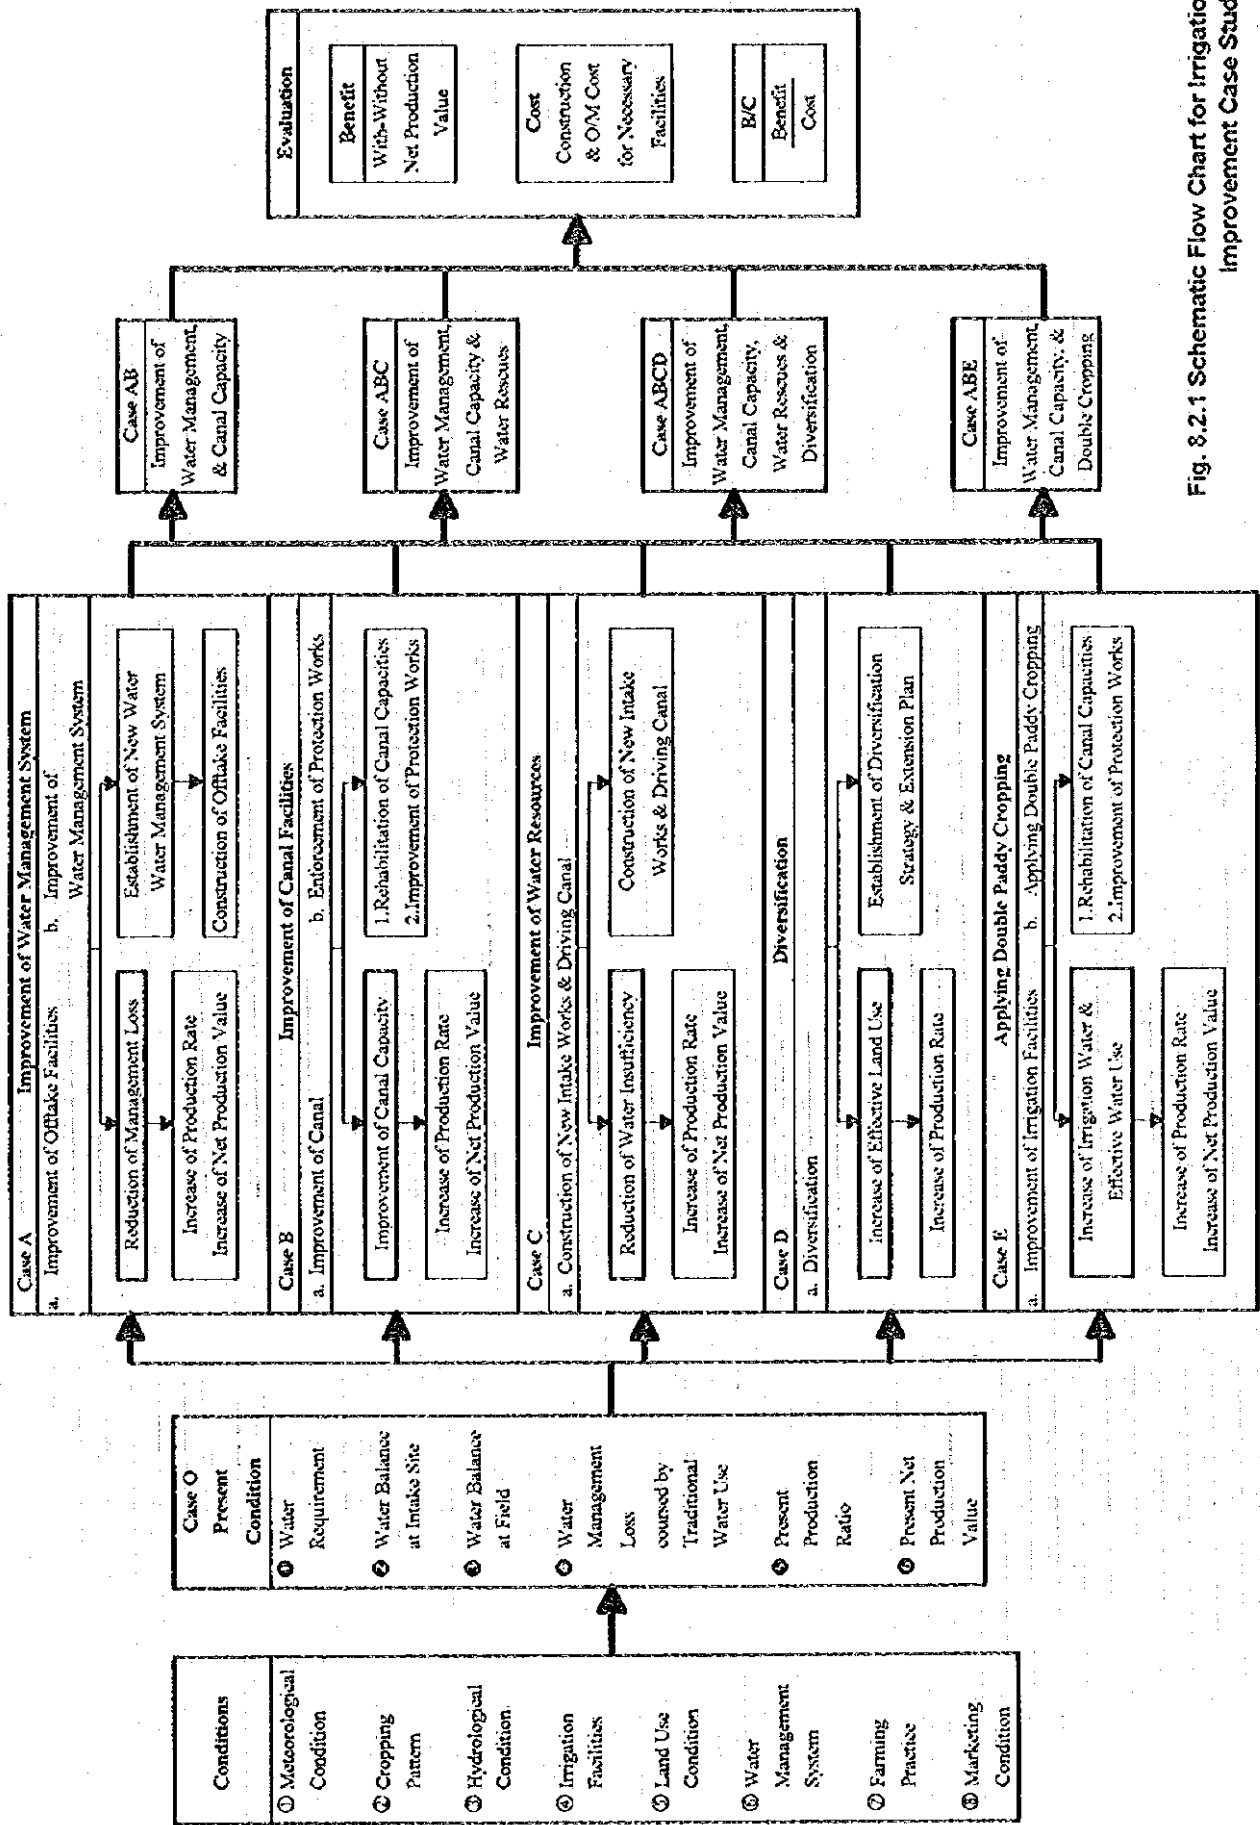 Conditions
① Meteorological
Condition
② Cropping
Pattern
③ Hydrological
Condition
④ Irrigation
Facilities
⑤ Land Use
Condition
⑥ Water
Management
System
⑦ Farming
Practice
⑧ Marketing
Condition
Case O
Present
Condition
❶ Water
Requirement
❷ Water Balance
at Intake Site
❸ Water Balance
at Field
❹ Water
Management
Loss
coursed by
Traditional
Water Use
❺ Present
Production
Ratio
❻ Present Net
Production
Value
Case A Improvement of Water Management System
a. Improvement of Offtake Facilities
b. Improvement of
Water Management System
Reduction of Management Loss
Increase of Production Rate
Increase of Net Production Value
Establishment of New Water
Water Management System
Construction of Offtake Facilities
Case B Improvement of Canal Facilities
a. Improvement of Canal
b. Enforcement of Protection Works
Improvement of Canal Capacity
Increase of Production Rate
Increase of Net Production Value
1.Rehabilitation of Canal Capacities
2.Improvement of Protection Works
Case C Improvement of Water Resources
a. Construction of New Intake Works & Driving Canal
Reduction of Water Insufficiency
Increase of Production Rate
Increase of Net Production Value
Construction of New Intake
Works & Driving Canal
Case D Diversification
a. Diversification
Increase of Effective Land Use
Increase of Production Rate
Establishment of Diversification
Strategy & Extension Plan
Case E Applying Double Paddy Cropping
a. Improvement of Irrigation Facilities
b. Applying Double Paddy Cropping
Increase of Irrigation Water &
Effective Water Use
Increase of Production Rate
Increase of Net Production Value
1.Rehabilitation of Canal Capacities
2.Improvement of Protection Works
Case AB
Improvement of
Water Management,
& Canal Capacity
Case ABC
Improvement of
Water Management,
Canal Capacity &
Water Rescues
Case ABCD
Improvement of
Water Management,
Canal Capacity,
Water Rescues &
Diversification
Case ABE
Improvement of
Water Management,
Canal Capacity, &
Double Cropping
Evaluation
Benefit
With-Without
Net Production
Value
Cost
Construction
& O/M Cost
for Necessary
Facilities
B/C
Benefit
Cost
Fig. 8.2.1 Schematic Flow Chart for Irrigatio
Improvement Case Stud